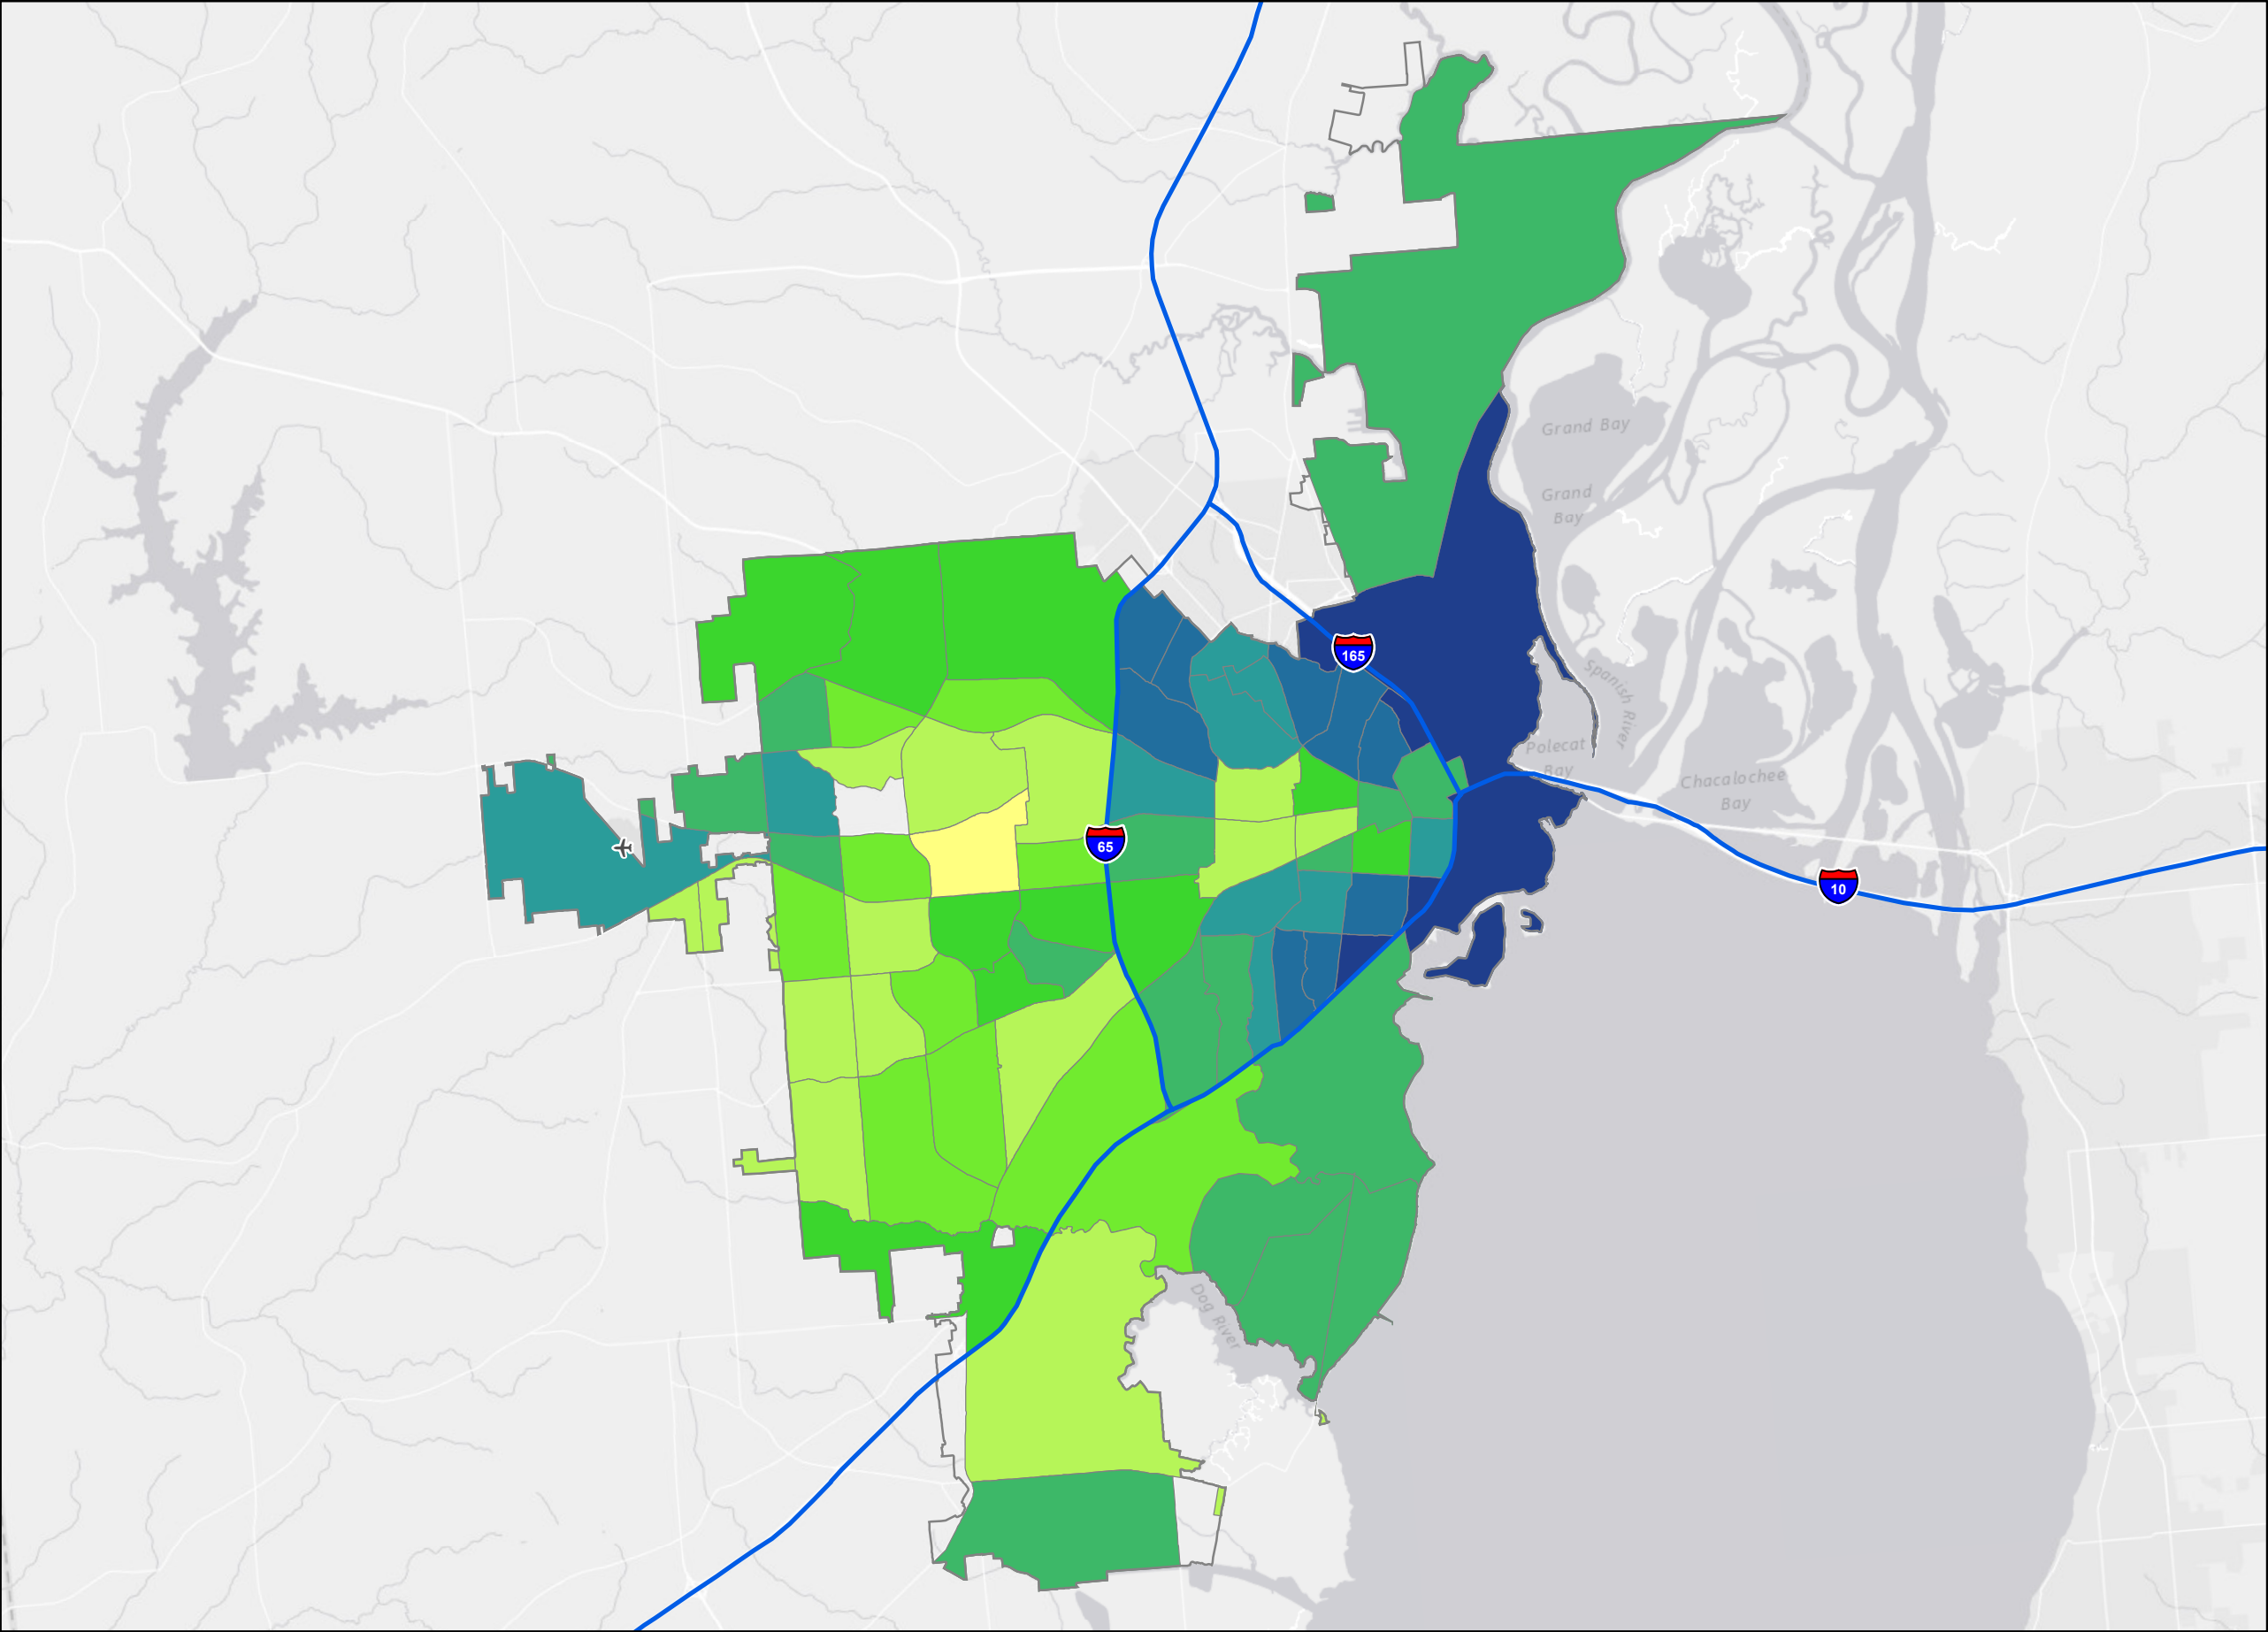 Grand Bay
Grand
Bay
165
Spanish River
Polecat
Bay
Chacalochee
Bay
65
10
Dog River